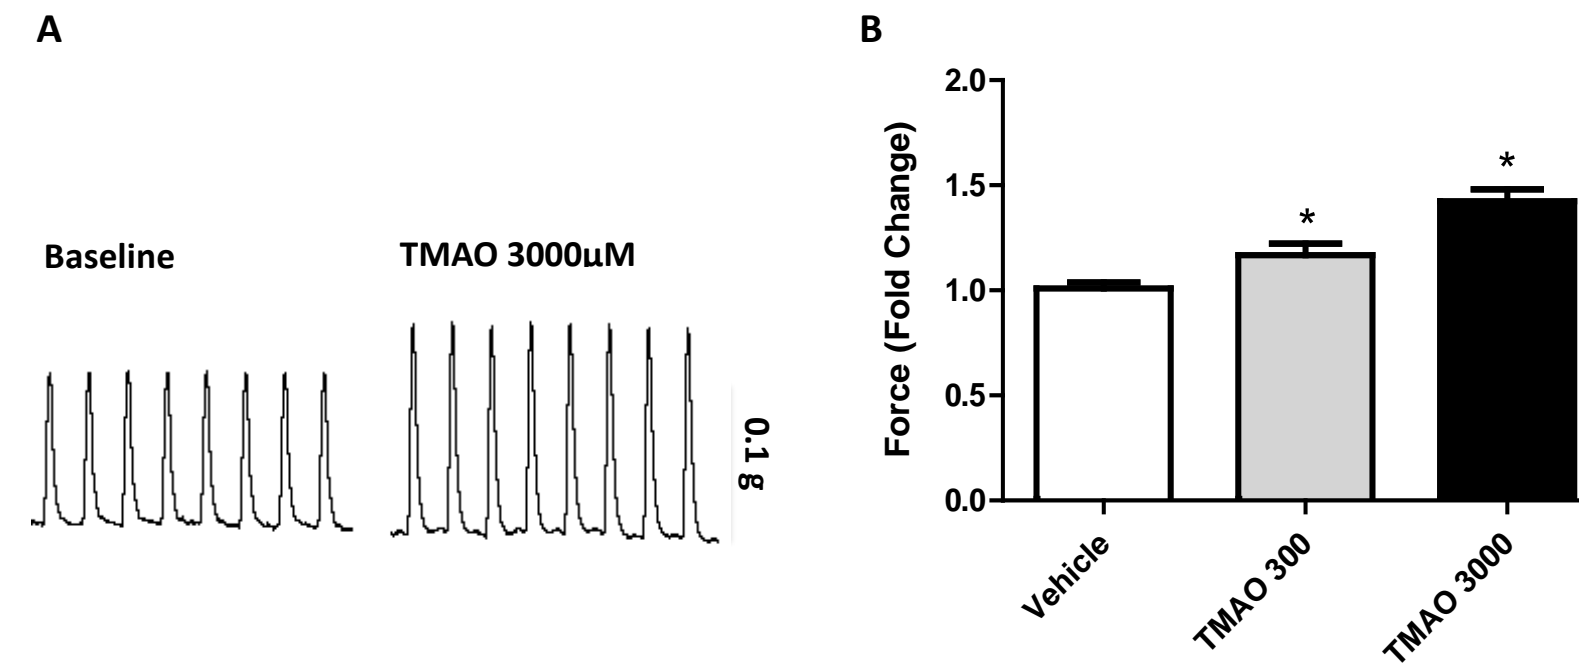 A
B
Baseline
TMAO 3000µM
0.1 g
Force (Fold Change)
2.0
1.5
1.0
0.5
0.0
*
*
Vehicle
TMAO 300
TMAO 3000